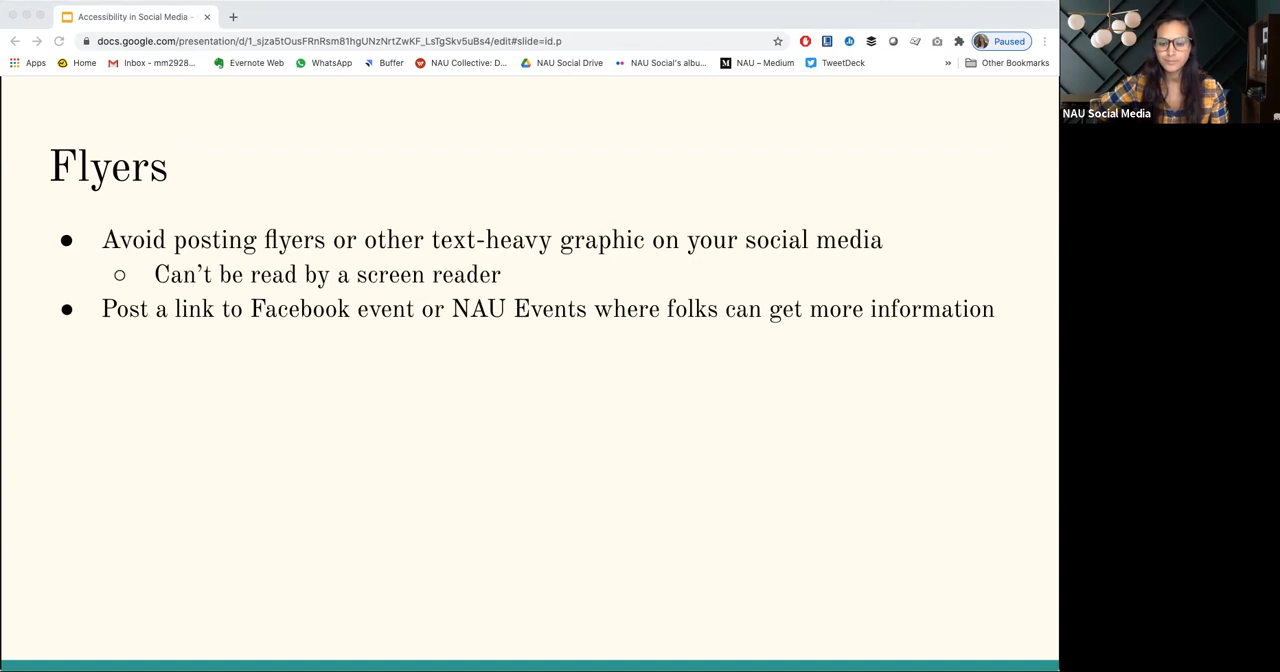 Accessibility in Social Media -
docs.google.com/presentation/d/1_sjza5tOusFRnRsm81hgUNzNrtZwKF_LsTgSkv5uBs4/edit#slide=id.p
Paused
Apps
Home
Inbox - mm2928...
Evernote Web
WhatsApp
Buffer
NAU Collective: D...
NAU Social Drive
NAU Social's albu...
NAU – Medium
TweetDeck
»
Other Bookmarks
NAU Social Media
Flyers
● Avoid posting flyers or other text-heavy graphic on your social media
○ Can't be read by a screen reader
● Post a link to Facebook event or NAU Events where folks can get more information